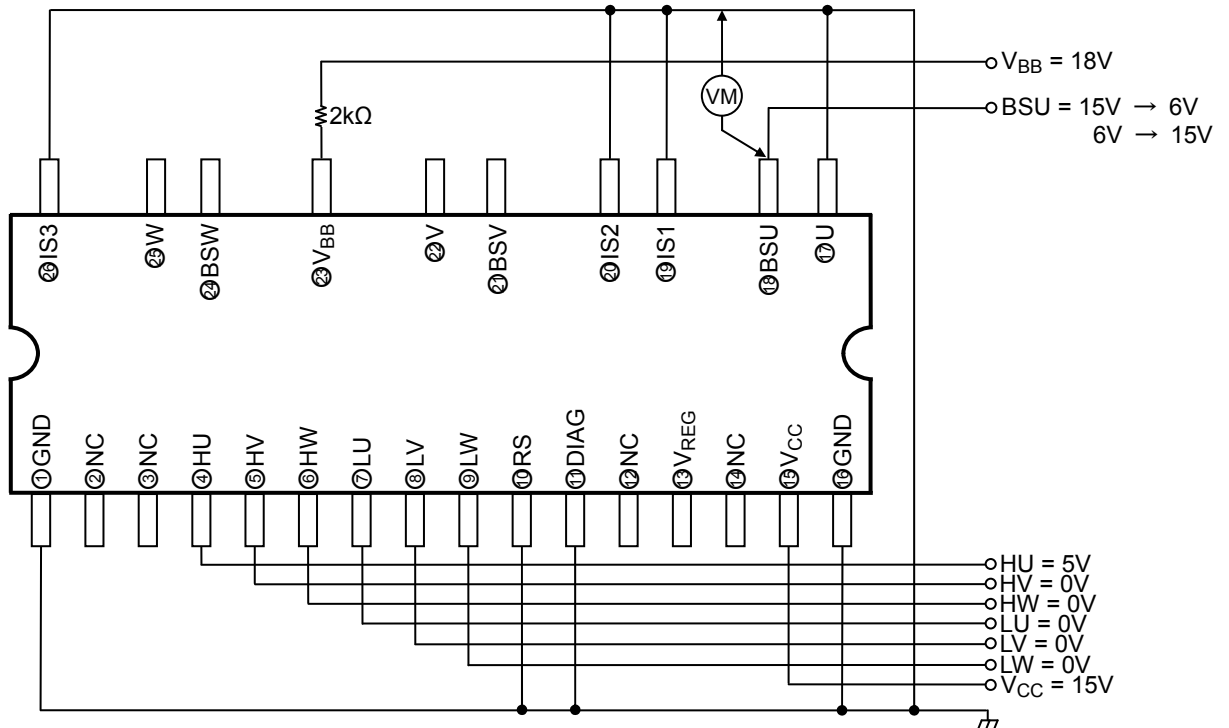 V_BB = 18V
VM
BSU = 15V → 6V
6V → 15V
2kΩ
㉖IS3
㉕W
㉔BSW
㉓V_BB
㉒V
㉑BSV
⑳IS2
⑲IS1
⑱BSU
⑰U
①GND
②NC
③NC
④HU
⑤HV
⑥HW
⑦LU
⑧LV
⑨LW
⑩RS
⑪DIAG
⑫NC
⑬V_REG
⑭NC
⑮V_CC
⑯GND
HU = 5V
HV = 0V
HW = 0V
LU = 0V
LV = 0V
LW = 0V
V_CC = 15V